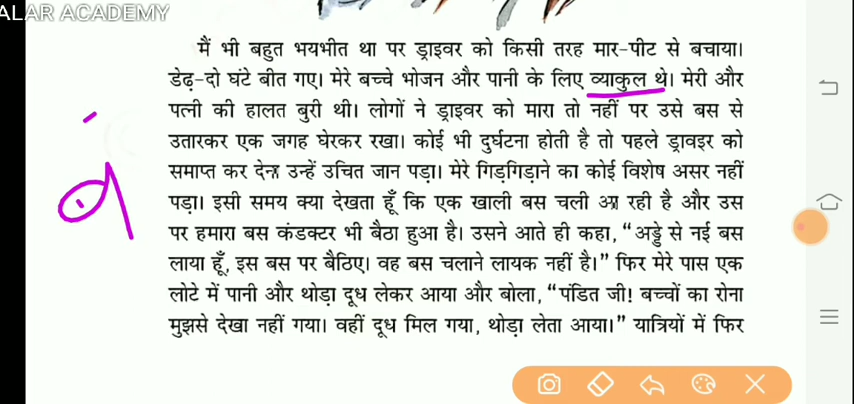 ALAR ACADEMY
मैं भी बहुत भयभीत था पर ड्राइवर को किसी तरह मार-पीट से बचाया।
डेढ़-दो घंटे बीत गए। मेरे बच्चे भोजन और पानी के लिए व्याकुल थे। मेरी और
पत्नी की हालत बुरी थी। लोगों ने ड्राइवर को मारा तो नहीं पर उसे बस से
उतारकर एक जगह घेरकर रखा। कोई भी दुर्घटना होती है तो पहले ड्रावइर को
समाप्त कर देना उन्हें उचित जान पड़ा। मेरे गिड़गिड़ाने का कोई विशेष असर नहीं
पड़ा। इसी समय क्या देखता हूँ कि एक खाली बस चली आ रही है और उस
पर हमारा बस कंडक्टर भी बैठा हुआ है। उसने आते ही कहा, “अड्डे से नई बस
लाया हूँ, इस बस पर बैठिए। वह बस चलाने लायक नहीं है।” फिर मेरे पास एक
लोटे में पानी और थोड़ा दूध लेकर आया और बोला, “पंडित जी! बच्चों का रोना
मुझसे देखा नहीं गया। वहीं दूध मिल गया, थोड़ा लेता आया।” यात्रियों में फिर